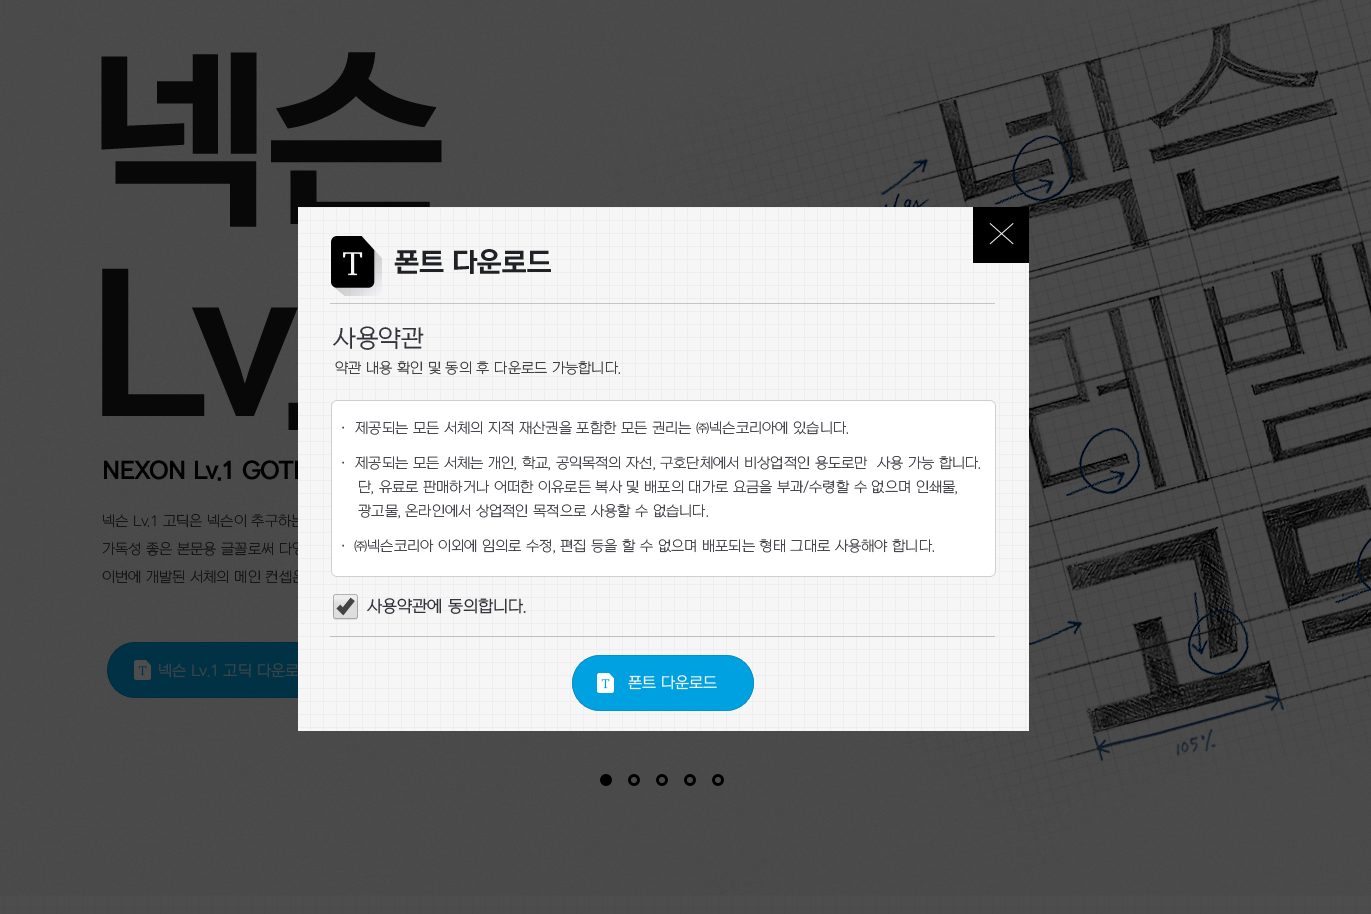 넥슨
넥슨
Lv.
레벨
고딕
105%
NEXON Lv.1
넥슨 Lv.1 고딕은 넥슨이 추구하는
가독성 좋은 본문용 글꼴로써
이번에 개발된 서체의 메인 컨셉은
T 넥슨 Lv.1 고딕
T 폰트 다운로드
사용약관
약관 내용 확인 및 동의 후 다운로드 가능합니다.
· 제공되는 모든 서체의 지적 재산권을 포함한 모든 권리는 ㈜넥슨코리아에 있습니다.
· 제공되는 모든 서체는 개인, 학교, 공익목적의 자선, 구호단체에서 비상업적인 용도로만 사용 가능 합니다.
단, 유료로 판매하거나 어떠한 이유로든 복사 및 배포의 대가로 요금을 부과/수령할 수 없으며 인쇄물,
광고물, 온라인에서 상업적인 목적으로 사용할 수 없습니다.
· ㈜넥슨코리아 이외에 임의로 수정, 편집 등을 할 수 없으며 배포되는 형태 그대로 사용해야 합니다.
사용약관에 동의합니다.
T 폰트 다운로드